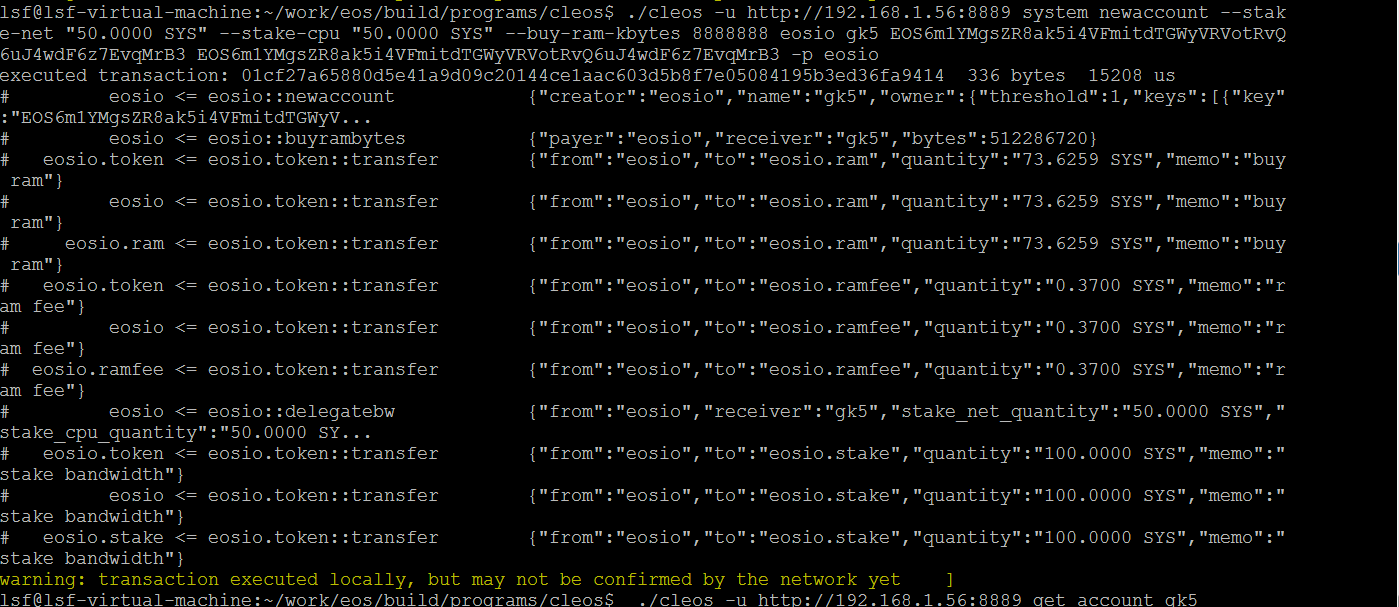 lsf@lsf-virtual-machine:~/work/eos/build/programs/cleos$ ./cleos -u http://192.168.1.56:8889 system newaccount --stak
e-net "50.0000 SYS" --stake-cpu "50.0000 SYS" --buy-ram-kbytes 8888888 eosio gk5 EOS6m1YMgsZR8ak5i4VFmitdTGWyVRVotRvQ
6uJ4wdF6z7EvqMrB3 EOS6m1YMgsZR8ak5i4VFmitdTGWyVRVotRvQ6uJ4wdF6z7EvqMrB3 -p eosio
executed transaction: 01cf27a65880d5e41a9d09c20144ce1aac603d5b8f7e05084195b3ed36fa9414  336 bytes  15208 us
#         eosio <= eosio::newaccount            {"creator":"eosio","name":"gk5","owner":{"threshold":1,"keys":[{"key"
:"EOS6m1YMgsZR8ak5i4VFmitdTGWyV...
#         eosio <= eosio::buyrambytes           {"payer":"eosio","receiver":"gk5","bytes":512286720}
#   eosio.token <= eosio.token::transfer        {"from":"eosio","to":"eosio.ram","quantity":"73.6259 SYS","memo":"buy
 ram"}
#         eosio <= eosio.token::transfer        {"from":"eosio","to":"eosio.ram","quantity":"73.6259 SYS","memo":"buy
 ram"}
#     eosio.ram <= eosio.token::transfer        {"from":"eosio","to":"eosio.ram","quantity":"73.6259 SYS","memo":"buy
 ram"}
#   eosio.token <= eosio.token::transfer        {"from":"eosio","to":"eosio.ramfee","quantity":"0.3700 SYS","memo":"r
am fee"}
#         eosio <= eosio.token::transfer        {"from":"eosio","to":"eosio.ramfee","quantity":"0.3700 SYS","memo":"r
am fee"}
#  eosio.ramfee <= eosio.token::transfer        {"from":"eosio","to":"eosio.ramfee","quantity":"0.3700 SYS","memo":"r
am fee"}
#         eosio <= eosio::delegatebw            {"from":"eosio","receiver":"gk5","stake_net_quantity":"50.0000 SYS","
stake_cpu_quantity":"50.0000 SY...
#   eosio.token <= eosio.token::transfer        {"from":"eosio","to":"eosio.stake","quantity":"100.0000 SYS","memo":"
stake bandwidth"}
#         eosio <= eosio.token::transfer        {"from":"eosio","to":"eosio.stake","quantity":"100.0000 SYS","memo":"
stake bandwidth"}
#   eosio.stake <= eosio.token::transfer        {"from":"eosio","to":"eosio.stake","quantity":"100.0000 SYS","memo":"
stake bandwidth"}
warning: transaction executed locally, but may not be confirmed by the network yet    ]
lsf@lsf-virtual-machine:~/work/eos/build/programs/cleos$  ./cleos -u http://192.168.1.56:8889 get account gk5